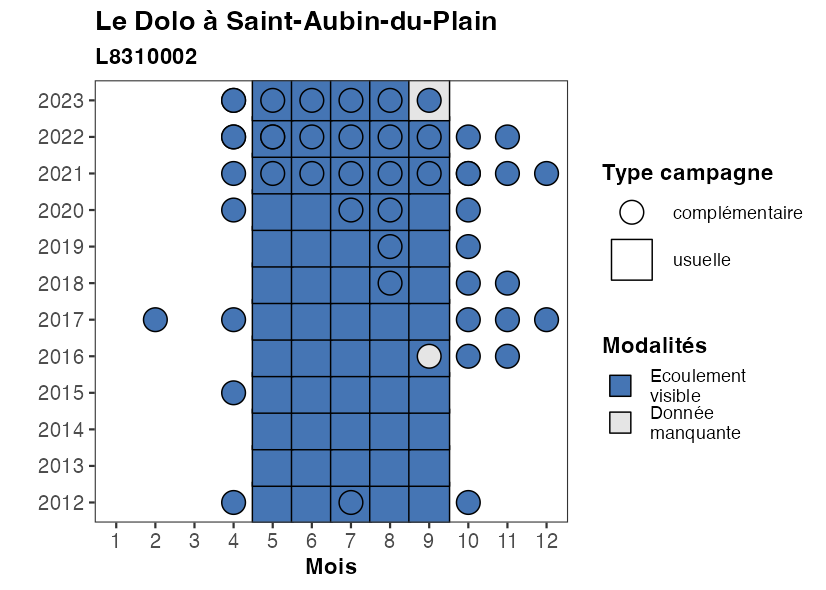 Le Dolo à Saint-Aubin-du-Plain
L8310002
2023
2022
2021
2020
2019
2018
2017
2016
2015
2014
2013
2012
1 2 3 4 5 6 7 8 9 10 11 12
Mois
Type campagne
complémentaire
usuelle
Modalités
Ecoulement
visible
Donnée
manquante